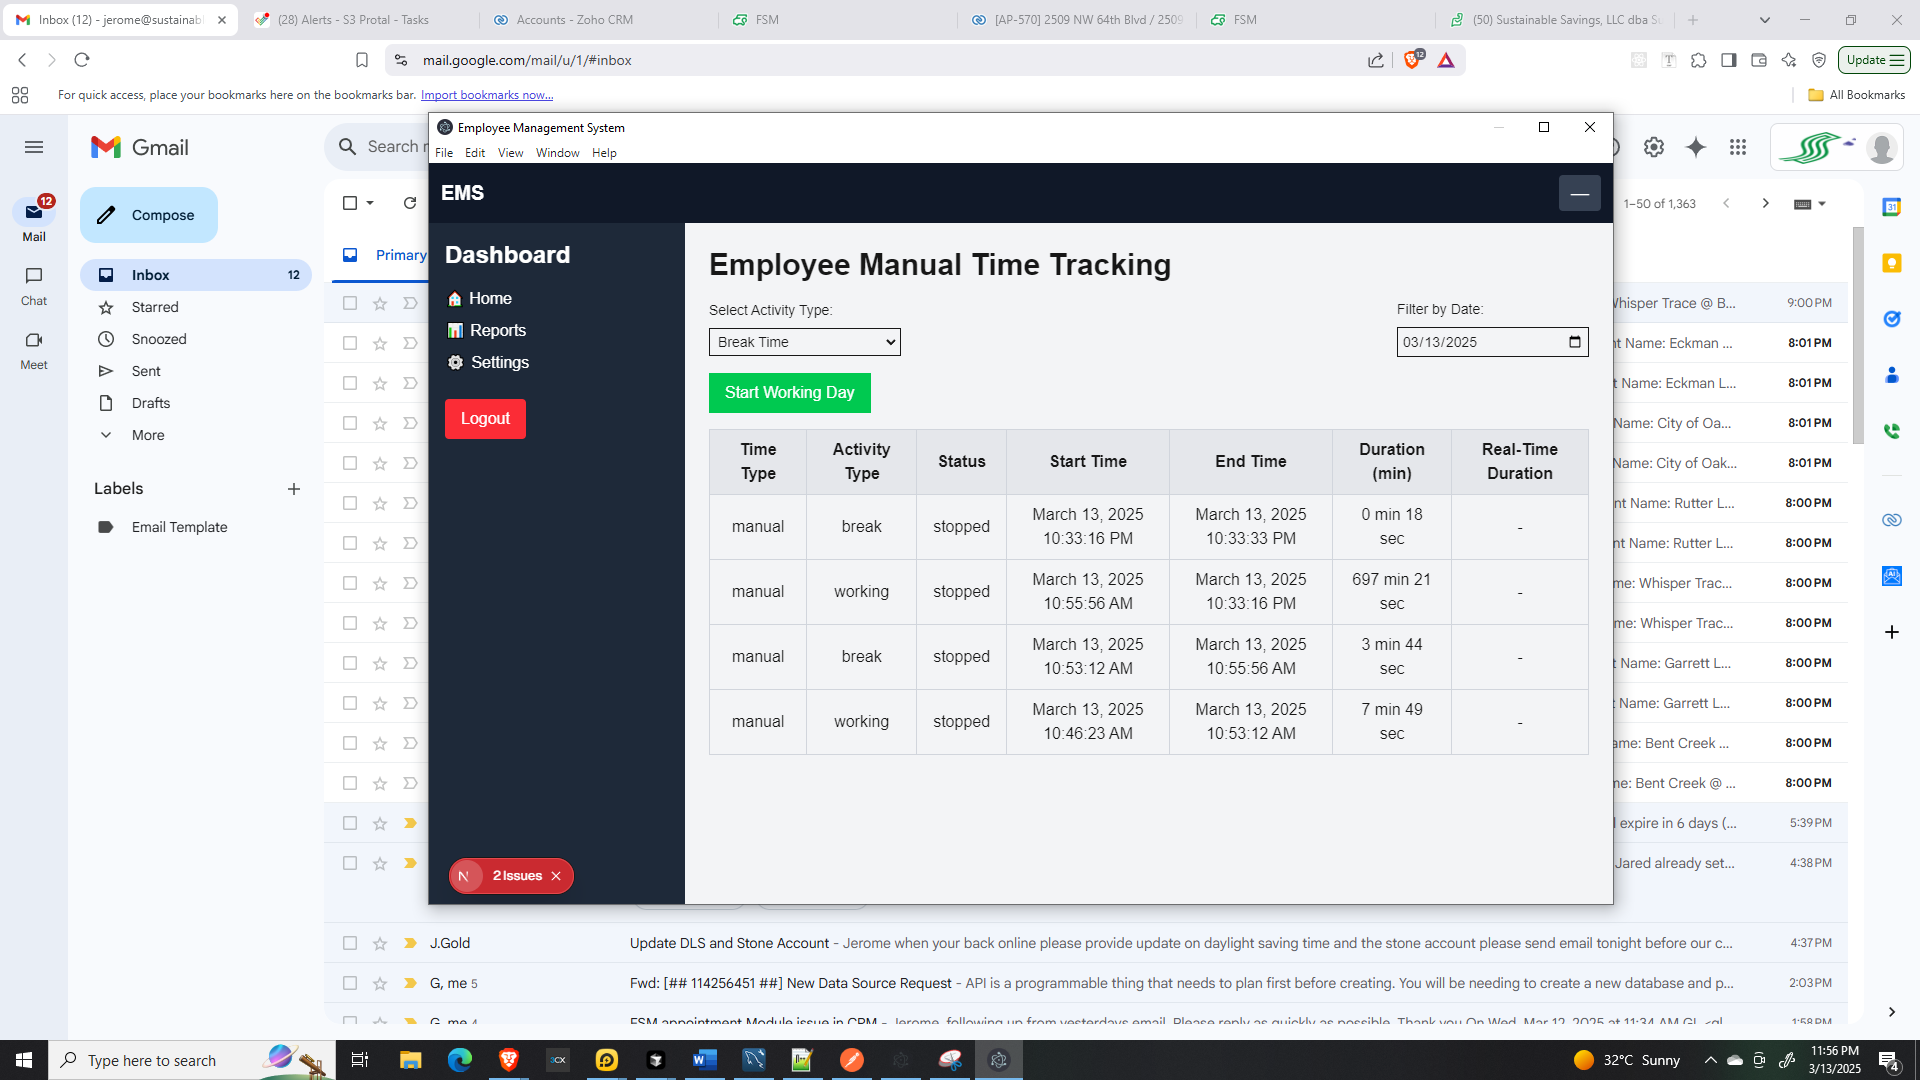 Inbox (12) - jerome@sustainabl
(28) Alerts - S3 Protal - Tasks
Accounts - Zoho CRM
FSM
[AP-570] 2509 NW 64th Blvd / 2509
FSM
(50) Sustainable Savings, LLC dba Su
mail.google.com/mail/u/1/#inbox
12
Update
For quick access, place your bookmarks here on the bookmarks bar. Import bookmarks now...
All Bookmarks
Gmail
Search
1–50 of 1,363
12
Mail
Chat
Meet
Compose
Inbox 12
Starred
Snoozed
Sent
Drafts
More
Labels
Email Template
Primary
Employee Management System
File Edit View Window Help
EMS
Dashboard
Home
Reports
Settings
Logout
N 2 Issues
Employee Manual Time Tracking
Select Activity Type:
Break Time
Filter by Date:
03/13/2025
Start Working Day
Time Type Activity Type Status Start Time End Time Duration (min) Real-Time Duration
manual break stopped March 13, 2025 10:33:16 PM March 13, 2025 10:33:33 PM 0 min 18 sec -
manual working stopped March 13, 2025 10:55:56 AM March 13, 2025 10:33:16 PM 697 min 21 sec -
manual break stopped March 13, 2025 10:53:12 AM March 13, 2025 10:55:56 AM 3 min 44 sec -
manual working stopped March 13, 2025 10:46:23 AM March 13, 2025 10:53:12 AM 7 min 49 sec -
Whisper Trace @ B... 9:00 PM
nt Name: Eckman ... 8:01 PM
t Name: Eckman L... 8:01 PM
Name: City of Oa... 8:01 PM
Name: City of Oak... 8:01 PM
nt Name: Rutter L... 8:00 PM
nt Name: Rutter L... 8:00 PM
me: Whisper Trac... 8:00 PM
me: Whisper Trac... 8:00 PM
t Name: Garrett L... 8:00 PM
t Name: Garrett L... 8:00 PM
ame: Bent Creek ... 8:00 PM
me: Bent Creek @ ... 8:00 PM
l expire in 6 days (... 5:39 PM
Jared already set... 4:38 PM
J.Gold Update DLS and Stone Account - Jerome when your back online please provide update on daylight saving time and the stone account please send email tonight before our c... 4:37 PM
G, me 5 Fwd: [## 114256451 ##] New Data Source Request - API is a programmable thing that needs to plan first before creating. You will be needing to create a new database and p... 2:03 PM
G, me 4 FSM appointment Module issue in CRM - Jerome, following up from yesterdays email. Please reply as quickly as possible. Thank you On Wed, Mar 12, 2025 at 11:34 AM GL <gl 1:58 PM
Type here to search
32°C Sunny
11:56 PM
3/13/2025
4